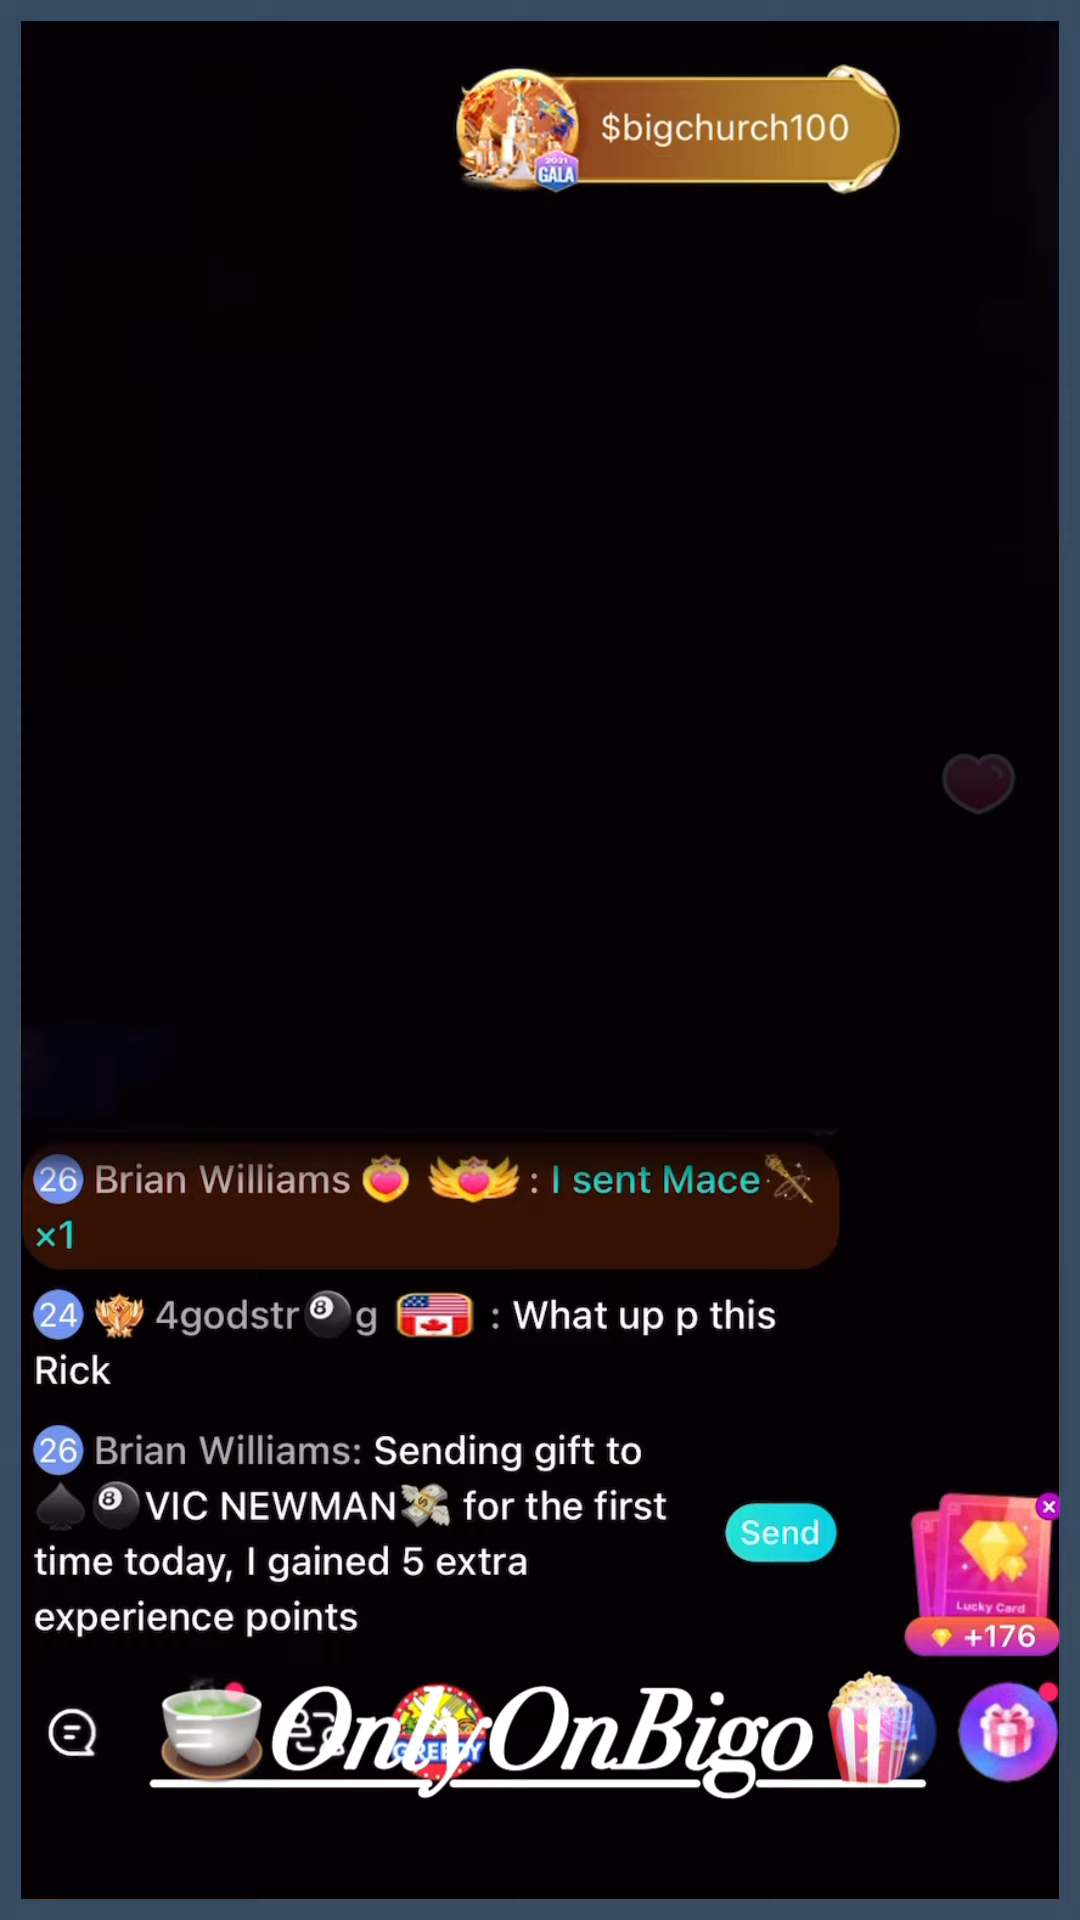 $bigchurch100
2021
GALA
26 Brian Williams : I sent Mace
×1
24 4godstr🎱g : What up p this
Rick
26 Brian Williams: Sending gift to
♠️🎱VIC NEWMAN💸 for the first
time today, I gained 5 extra
experience points
Send
Lucky Card
+176
GREEDY
🍵OnlyOnBigo🍿